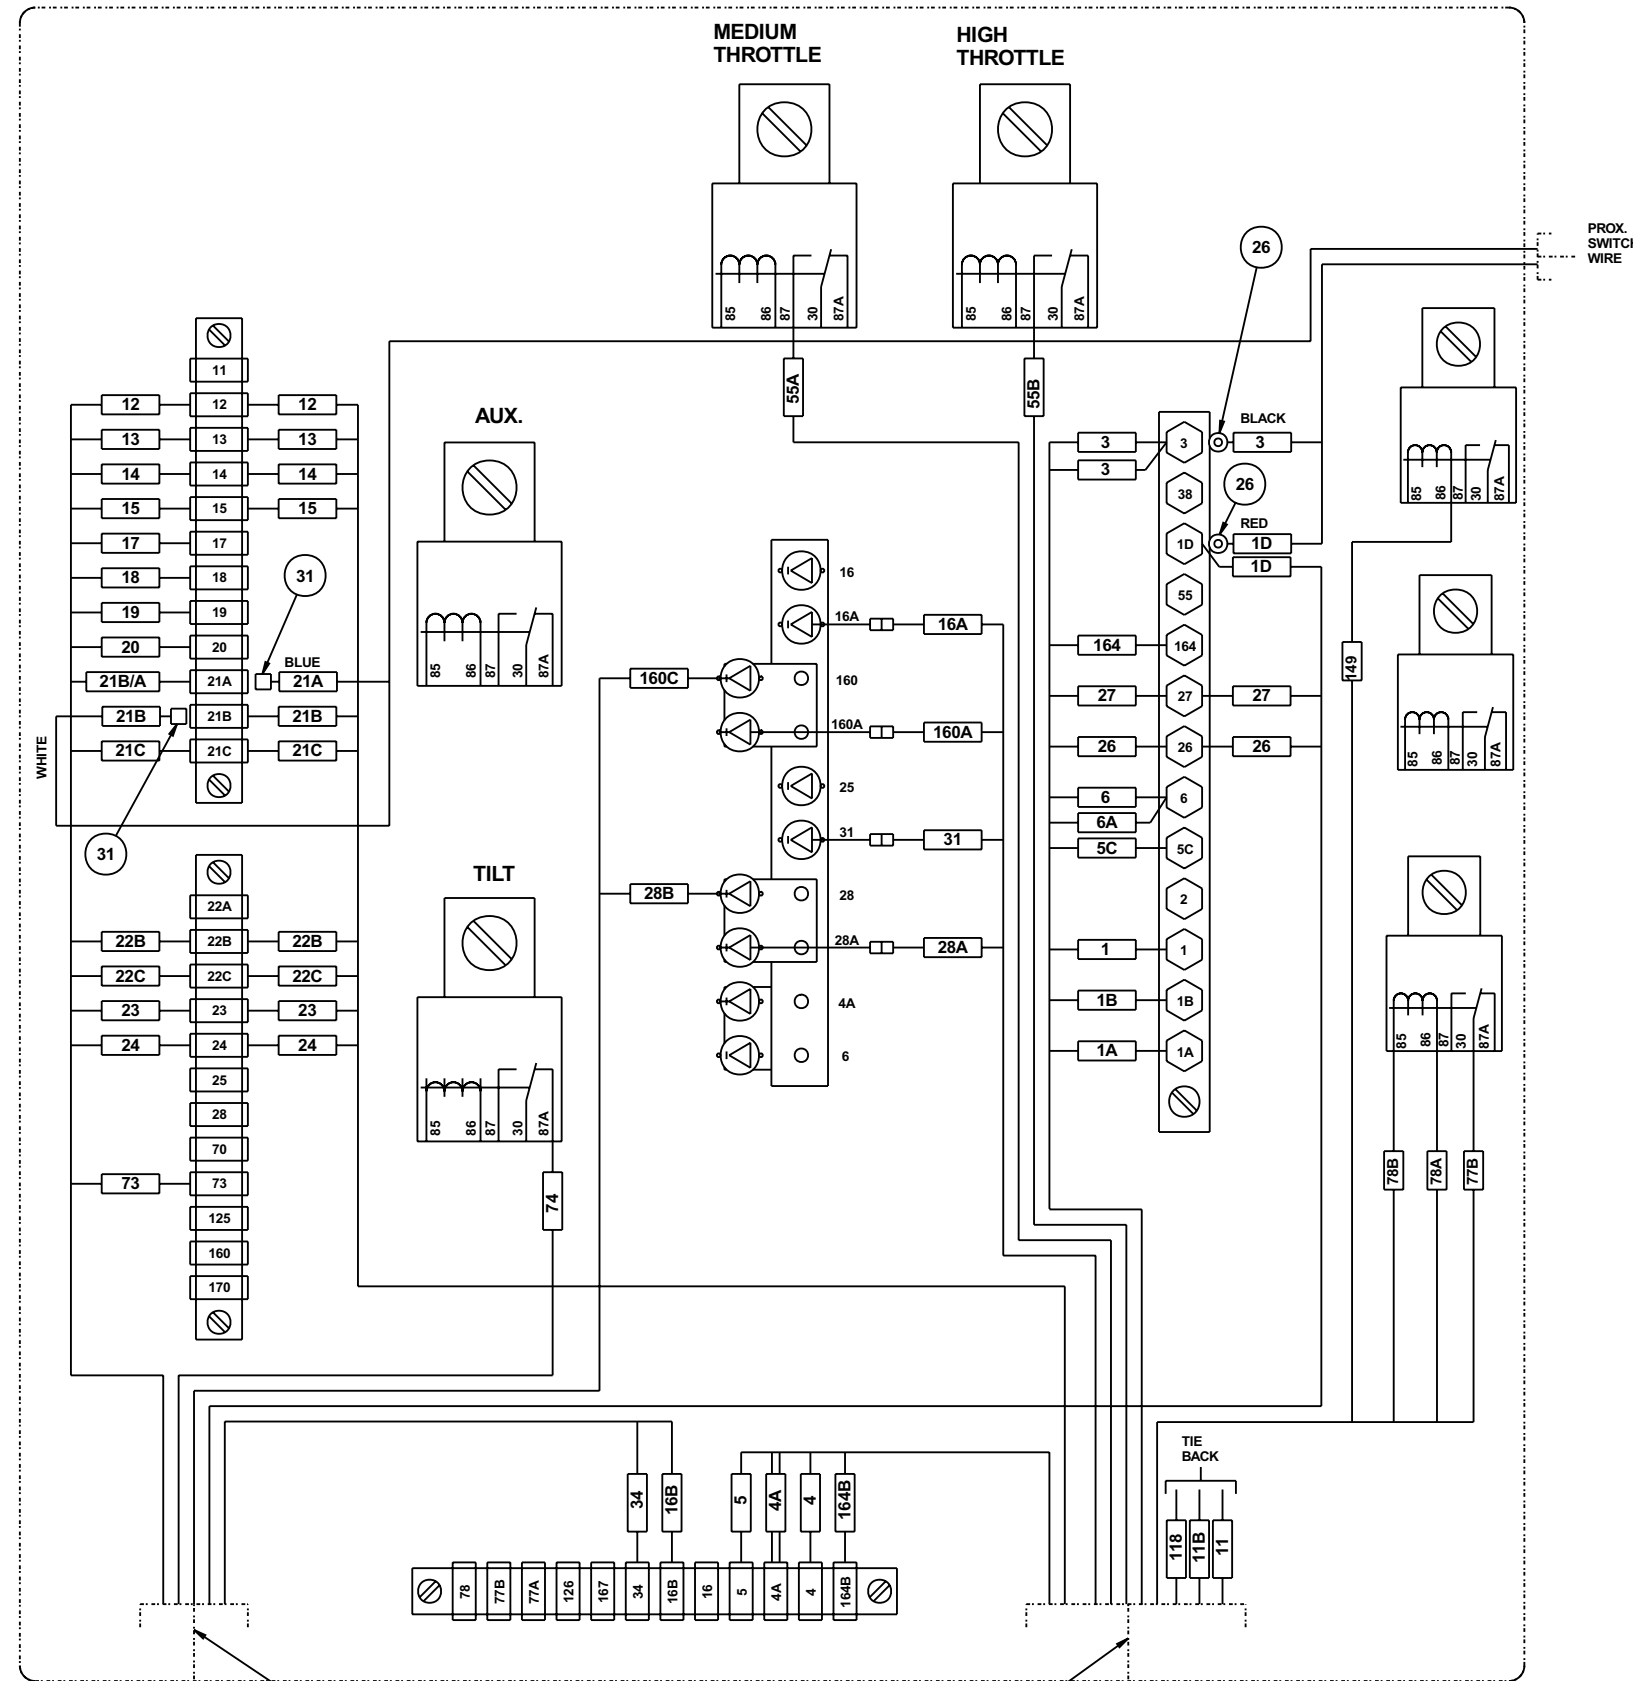 MEDIUM
THROTTLE
HIGH
THROTTLE
85 86 87 30 87A
85 86 87 30 87A
26
PROX.
WIRE
55A
55B
11
12 12 12
13 13 13
14 14 14
15 15 15
17 17
18 18
19 19
20 20
31
BLUE
21B/A 21A 21A
21B 21B 21B
21C 21C 21C
WHITE
31
AUX.
85 86 87 30 87A
16
16A 16A
160C 160
160A 160A
25
31 31
28B 28
28A 28A
4A
6
BLACK
3 3 3
3
38
26
RED
1D 1D
1D
55
164 164
27 27 27
26 26 26
6 6
6A
5C 5C
2
1 1
1B 1B
1A 1A
85 86 87 30 87A
149
85 86 87 30 87A
85 86 87 30 87A
78B 78A 77B
22A
22B 22B 22B
22C 22C 22C
23 23 23
24 24 24
25
28
70
73 73
125
160
170
TILT
85 86 87 30 87A
74
TIE
BACK
34 16B 5 4A 4 164B
118 11B 11
78 77B 77A 126 167 34 16B 16 5 4A 4 164B